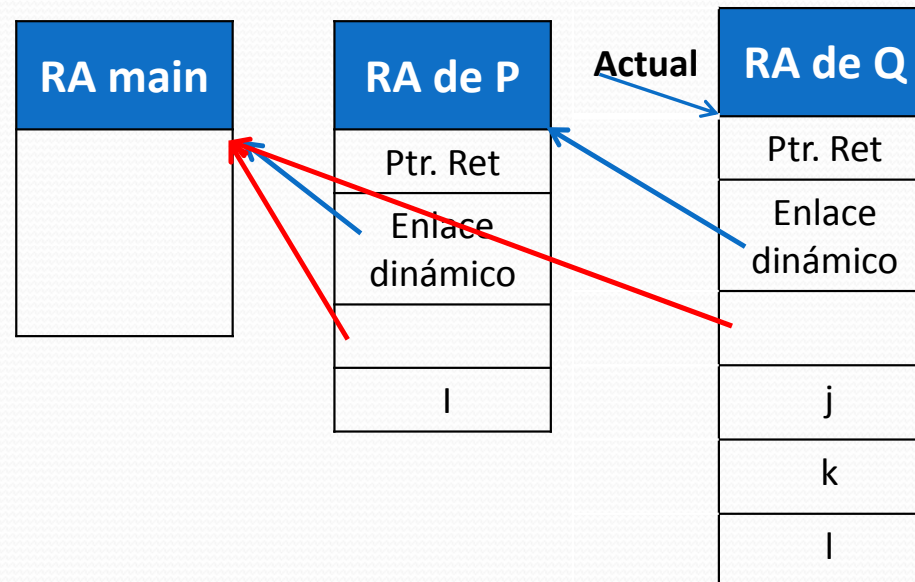 RA main
RA de P
Ptr. Ret
Enlace
dinámico
I
Actual
RA de Q
Ptr. Ret
Enlace
dinámico
j
k
l